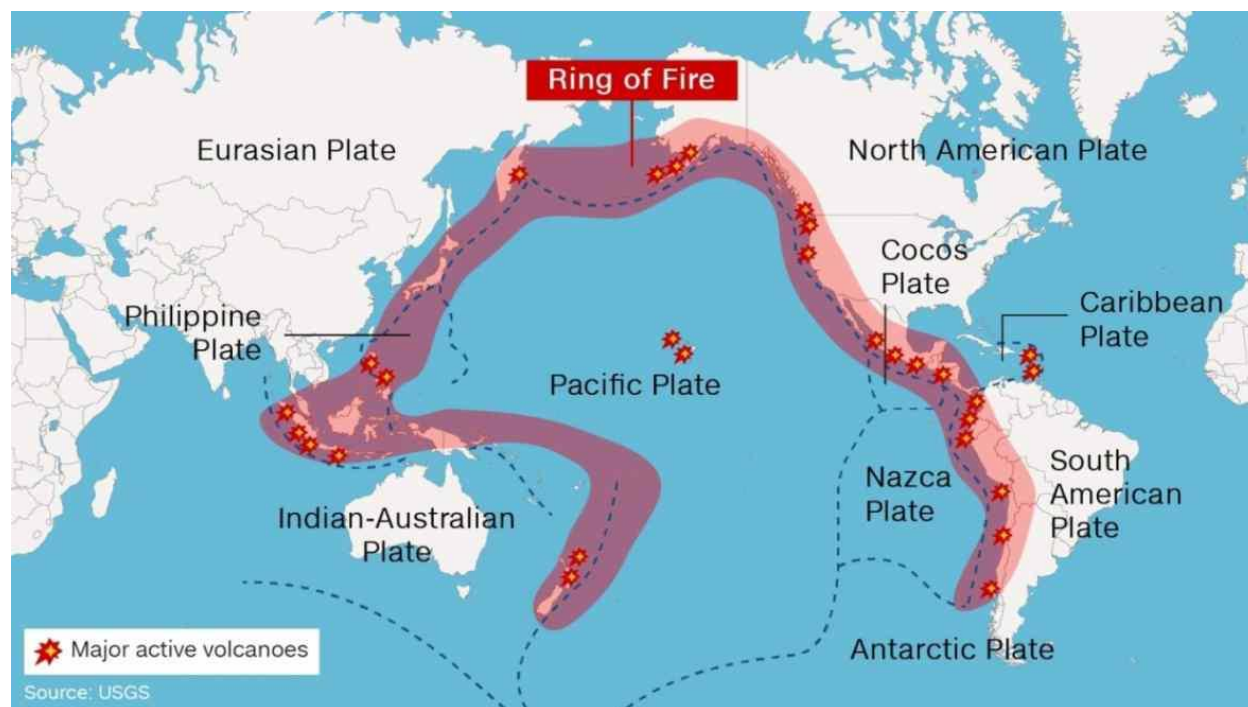 Ring of Fire
Eurasian Plate
North American Plate
Cocos
Plate
Caribbean
Plate
Philippine
Plate
Pacific Plate
Nazca
Plate
South
American
Plate
Indian-Australian
Plate
Antarctic Plate
Major active volcanoes
Source: USGS